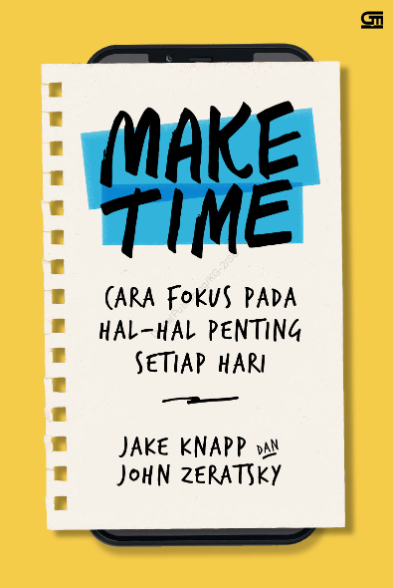 MAKE
TIME
CARA FOKUS PADA
HAL-HAL PENTING
SETIAP HARI
JAKE KNAPP DAN
JOHN ZERATSKY